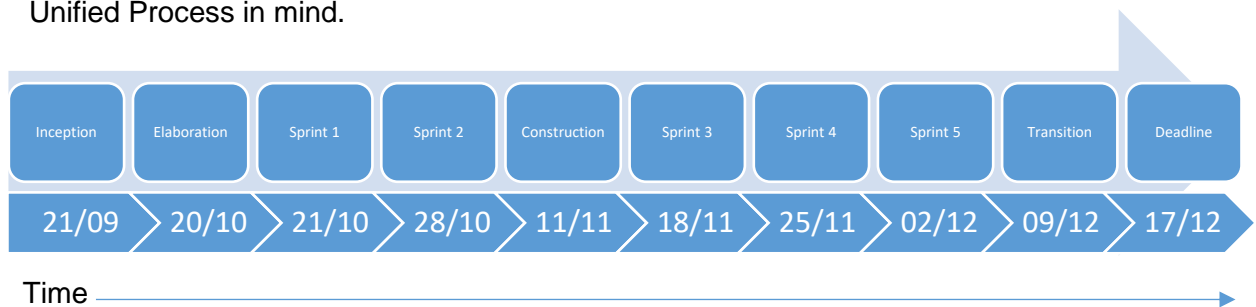 Unified Process in mind.
Inception Elaboration Sprint 1 Sprint 2 Construction Sprint 3 Sprint 4 Sprint 5 Transition Deadline
21/09 20/10 21/10 28/10 11/11 18/11 25/11 02/12 09/12 17/12
Time